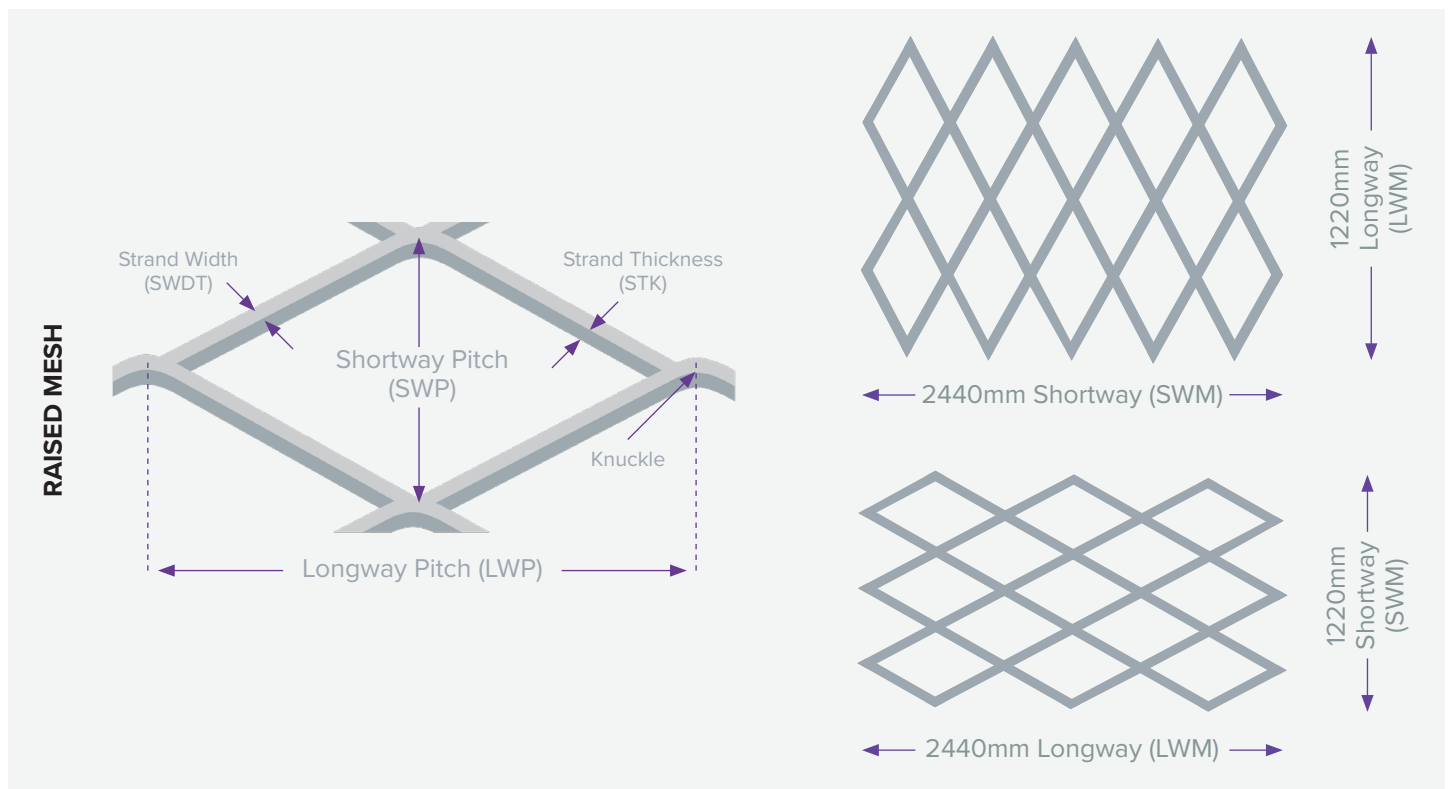 RAISED MESH
Strand Width
(SWDT)
Strand Thickness
(STK)
Shortway Pitch
(SWP)
Knuckle
Longway Pitch (LWP)
1220mm
Longway
(LWM)
2440mm Shortway (SWM)
1220mm
Shortway
(SWM)
2440mm Longway (LWM)